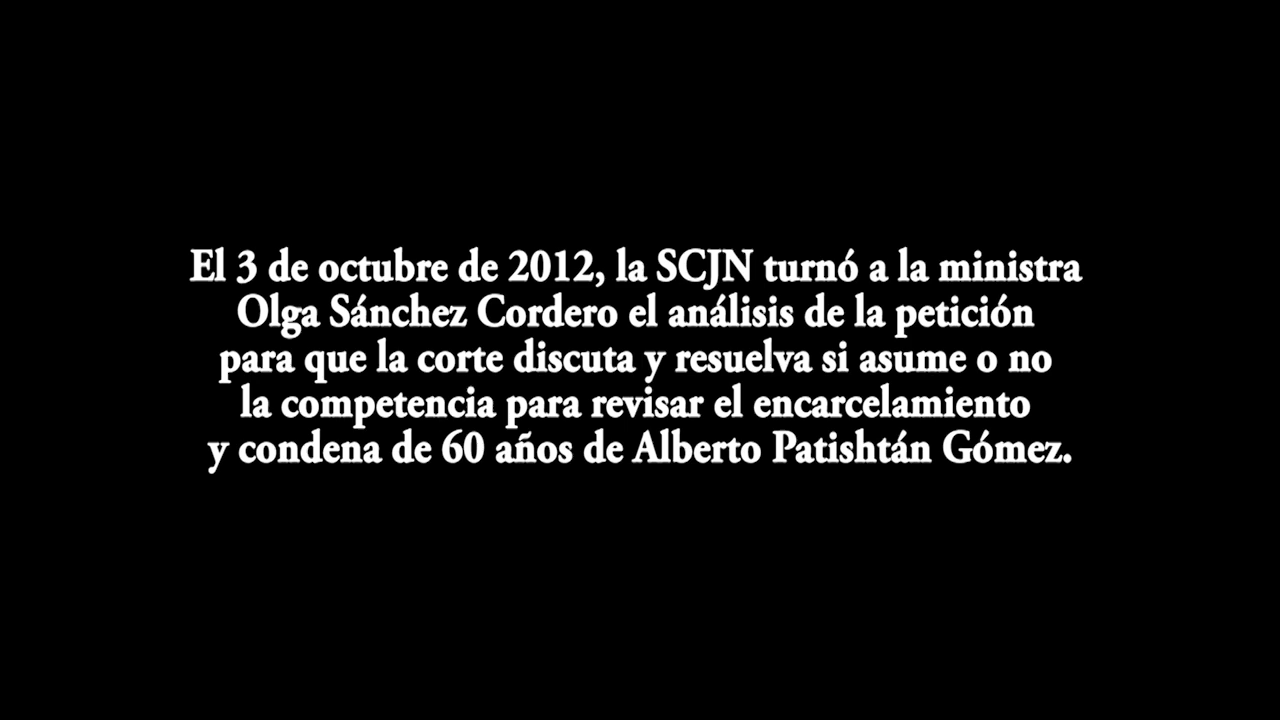 El 3 de octubre de 2012, la SCJN turnó a la ministra
Olga Sánchez Cordero el análisis de la petición
para que la corte discuta y resuelva si asume o no
la competencia para revisar el encarcelamiento
y condena de 60 años de Alberto Patishtán Gómez.